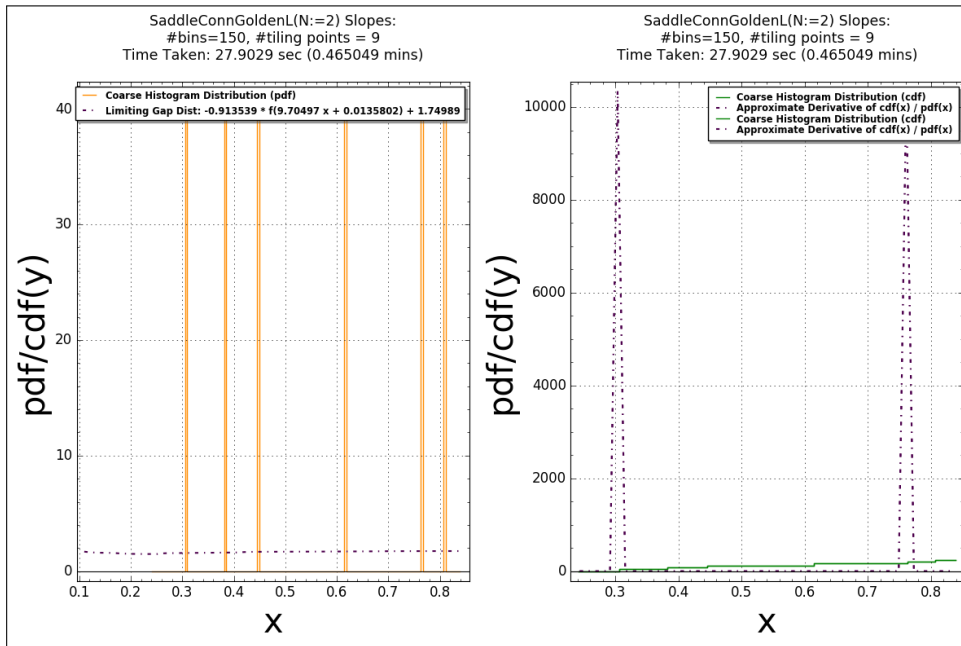 SaddleConnGoldenL(N:=2) Slopes:
#bins=150, #tiling points = 9
Time Taken: 27.9029 sec (0.465049 mins)
Coarse Histogram Distribution (pdf)
Limiting Gap Dist: -0.913539 * f(9.70497 x + 0.0135802) + 1.74989
pdf/cdf(y)
40
30
20
10
0
0.1 0.2 0.3 0.4 0.5 0.6 0.7 0.8
x
SaddleConnGoldenL(N:=2) Slopes:
#bins=150, #tiling points = 9
Time Taken: 27.9029 sec (0.465049 mins)
Coarse Histogram Distribution (cdf)
Approximate Derivative of cdf(x) / pdf(x)
Coarse Histogram Distribution (cdf)
Approximate Derivative of cdf(x) / pdf(x)
pdf/cdf(y)
10000
8000
6000
4000
2000
0
0.3 0.4 0.5 0.6 0.7 0.8
x